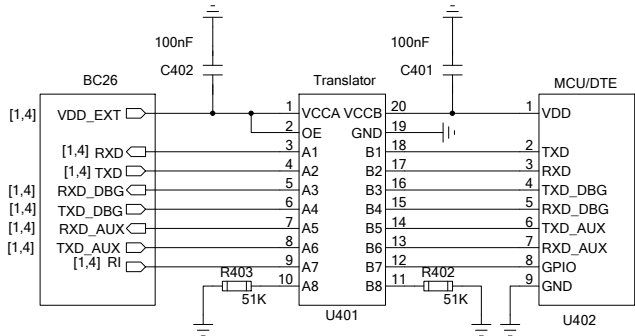 100nF
100nF
C402
C401
BC26
Translator
MCU/DTE
[1,4] VDD_EXT 1 VCCA VCCB 20 1 VDD
2 OE GND 19
[1,4] RXD 3 A1 B1 18 2 TXD
[1,4] TXD 4 A2 B2 17 3 RXD
[1,4] RXD_DBG 5 A3 B3 16 4 TXD_DBG
[1,4] TXD_DBG 6 A4 B4 15 5 RXD_DBG
[1,4] RXD_AUX 7 A5 B5 14 6 TXD_AUX
[1,4] TXD_AUX 8 A6 B6 13 7 RXD_AUX
[1,4] RI 9 A7 B7 12 8 GPIO
R403 10 A8 B8 11 R402 9 GND
51K
51K
U401
U402